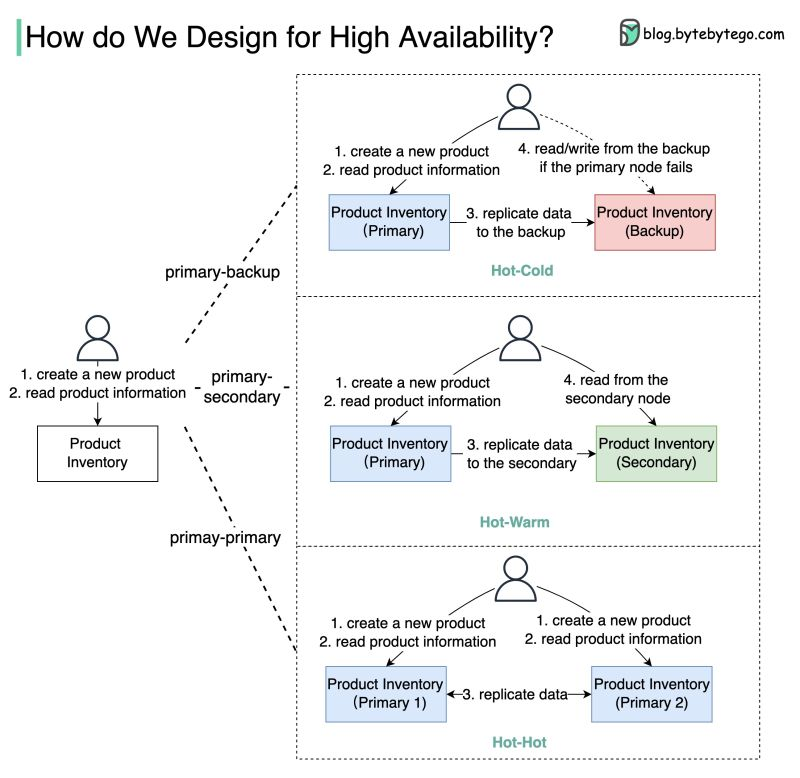 How do We Design for High Availability?
blog.bytebytego.com
1. create a new product
2. read product information
4. read/write from the backup
if the primary node fails
Product Inventory
(Primary)
3. replicate data
to the backup
Product Inventory
(Backup)
Hot-Cold
primary-backup
1. create a new product
2. read product information
Product
Inventory
primary-
secondary
1. create a new product
2. read product information
4. read from the
secondary node
Product Inventory
(Primary)
3. replicate data
to the secondary
Product Inventory
(Secondary)
Hot-Warm
primay-primary
1. create a new product
2. read product information
1. create a new product
2. read product information
Product Inventory
(Primary 1)
3. replicate data
Product Inventory
(Primary 2)
Hot-Hot